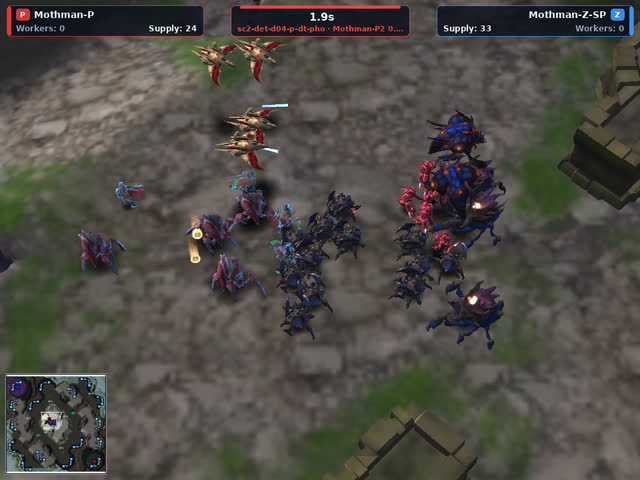 P Mothman-P
Workers: 0 Supply: 24
1.9s
sc2-det-d04-p-dt-pho · Mothman-P2 0....
Mothman-Z-SP Z
Supply: 33 Workers: 0